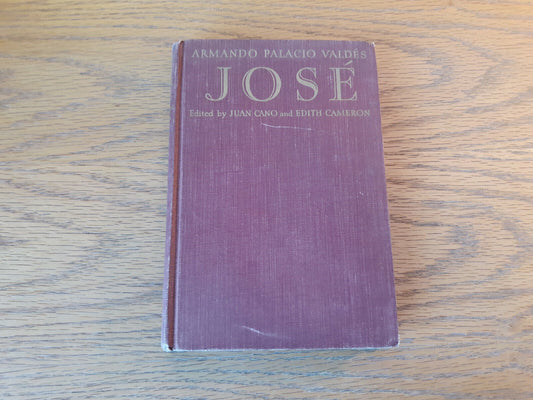 ARMANDO PALACIO VALDÉS
JOSÉ
Edited by JUAN CANO and EDITH CAMERON